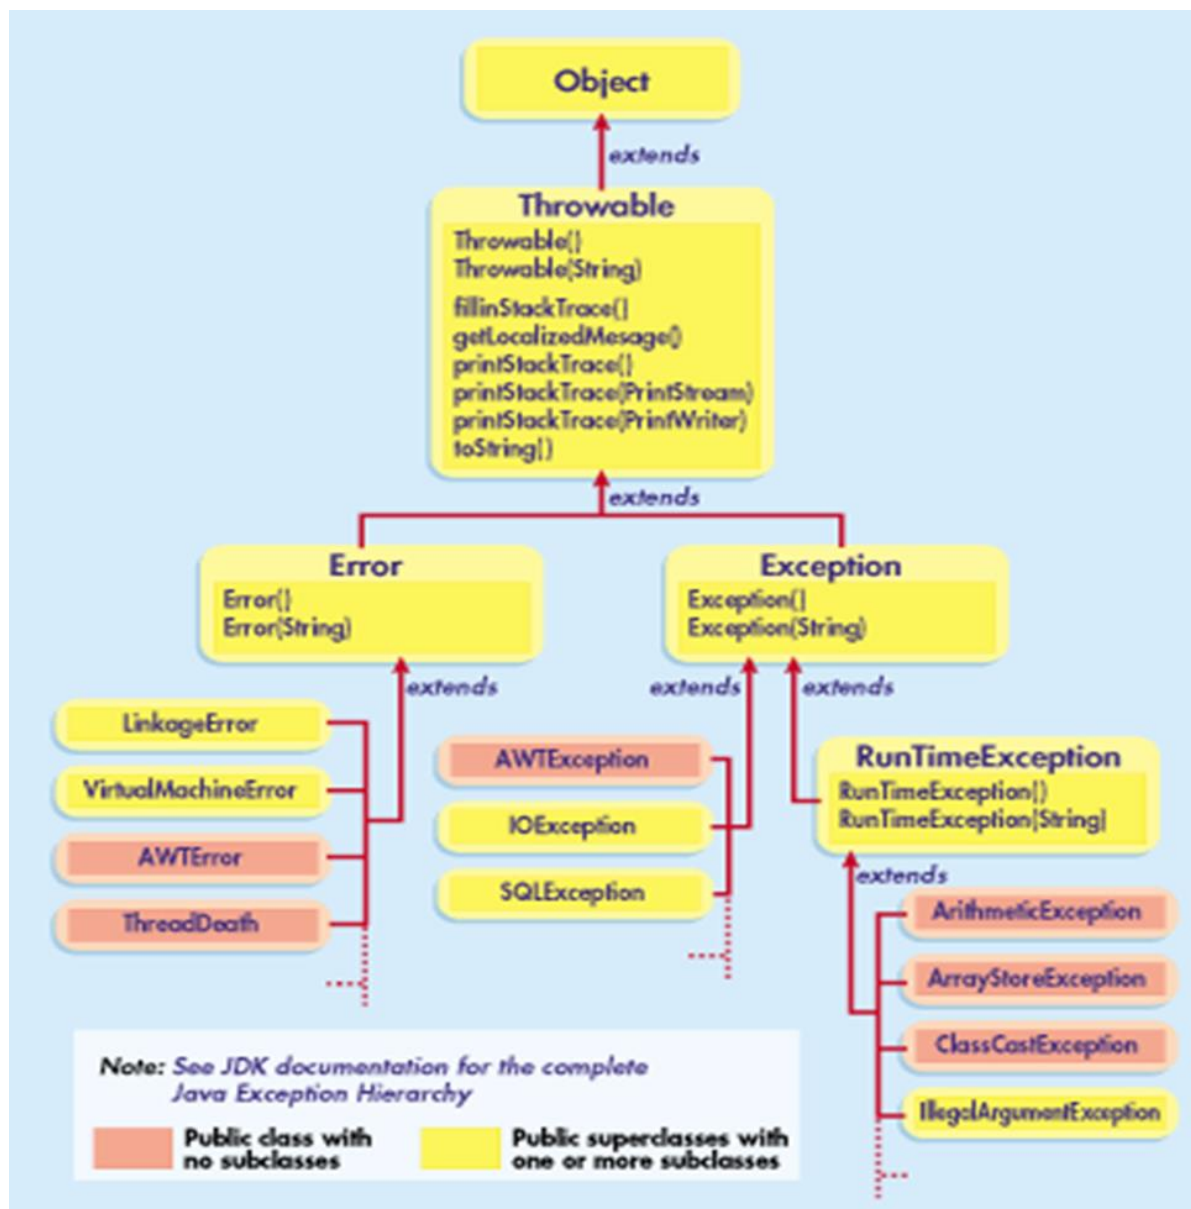 Object
extends
Throwable
Throwable()
Throwable(String)
fillinStackTrace()
getLocalizedMesage()
printStackTrace()
printStackTrace(PrintStream)
printStackTrace(PrintWriter)
toString()
extends
Error
Error()
Error(String)
Exception
Exception()
Exception(String)
extends
extends
extends
LinkageError
VirtualMachineError
AWTError
ThreadDeath
AWTException
IOException
SQLException
RunTimeException
RunTimeException()
RunTimeException(String)
extends
ArithmeticException
ArrayStoreException
ClassCastException
IllegalArgumentException
Note: See JDK documentation for the complete
Java Exception Hierarchy
Public class with
no subclasses
Public superclasses with
one or more subclasses